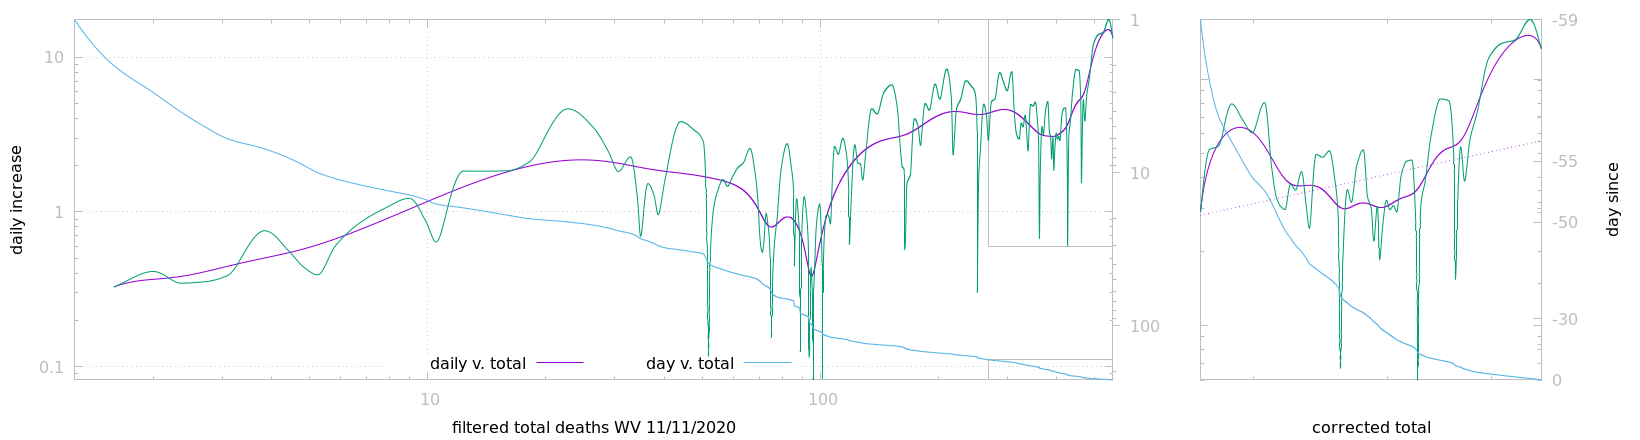 1
-59
10
-55
10
daily increase
1
-50
day since
-30
100
daily v. total
day v. total
0.1
0
10
100
filtered total deaths WV 11/11/2020
corrected total